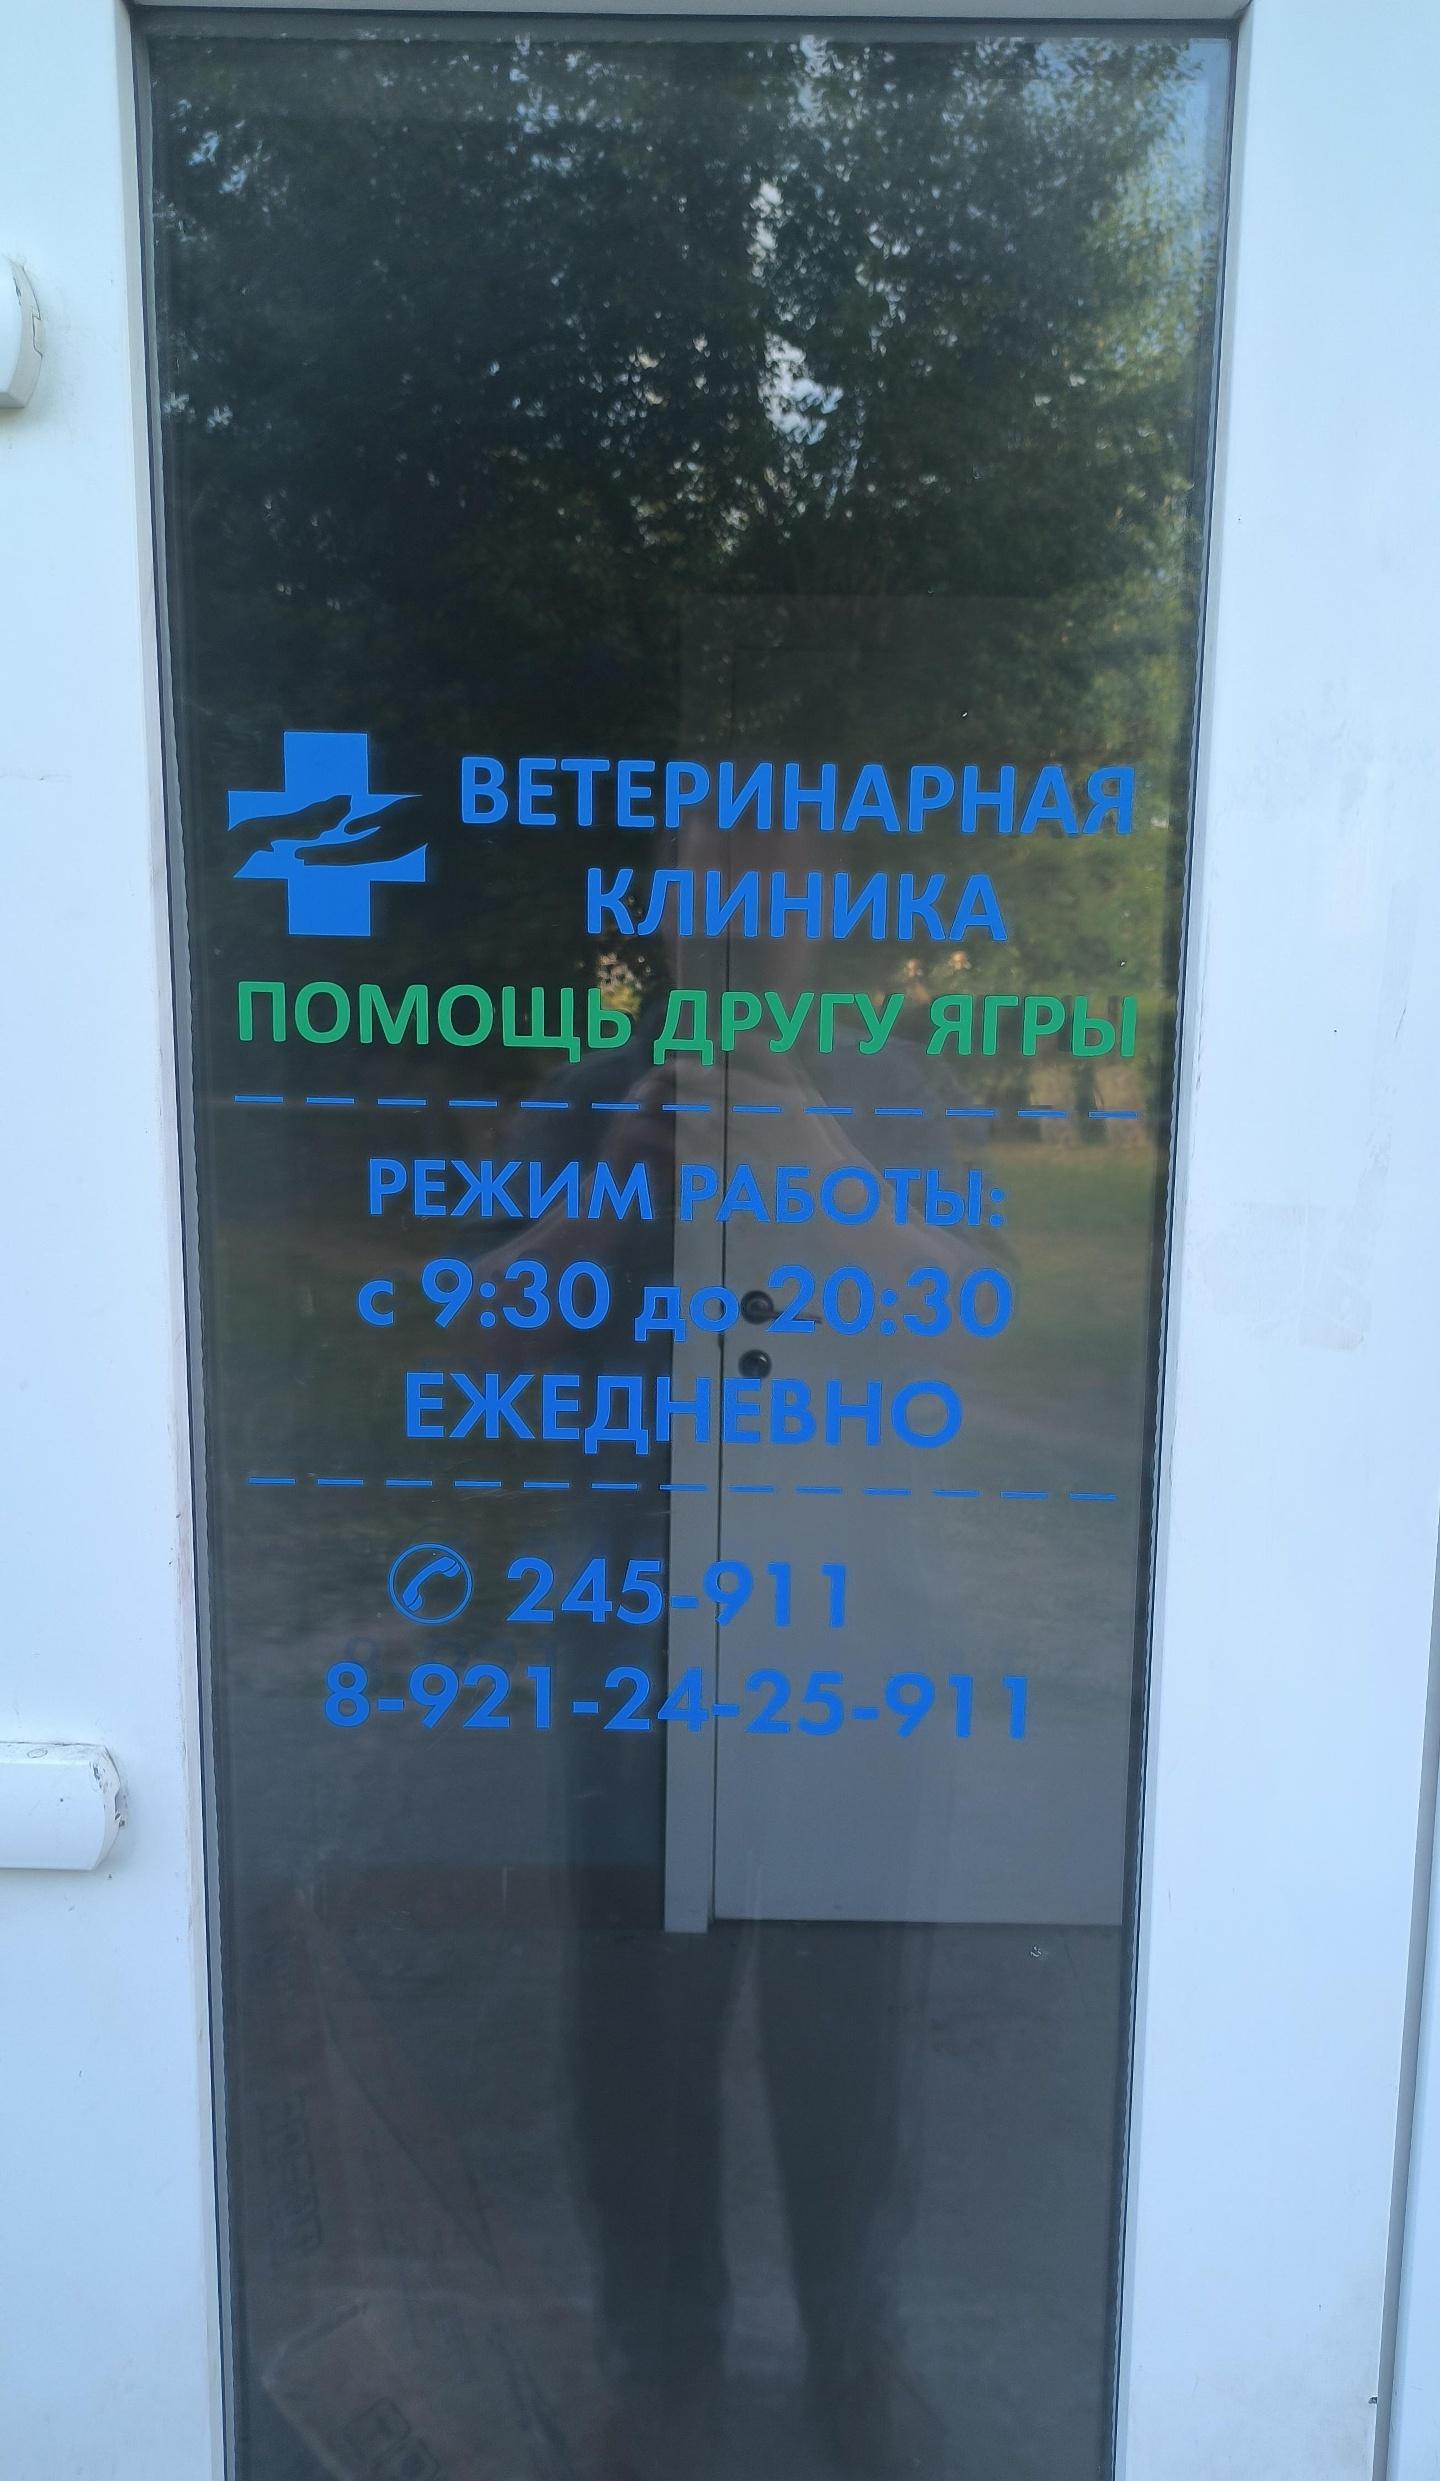 ВЕТЕРИНАРНАЯ
КЛИНИКА
ПОМОЩЬ ДРУГУ ЯГРЫ
РЕЖИМ РАБОТЫ:
с 9:30 до 20:30
ЕЖЕДНЕВНО
245-911
8-921-24-25-911